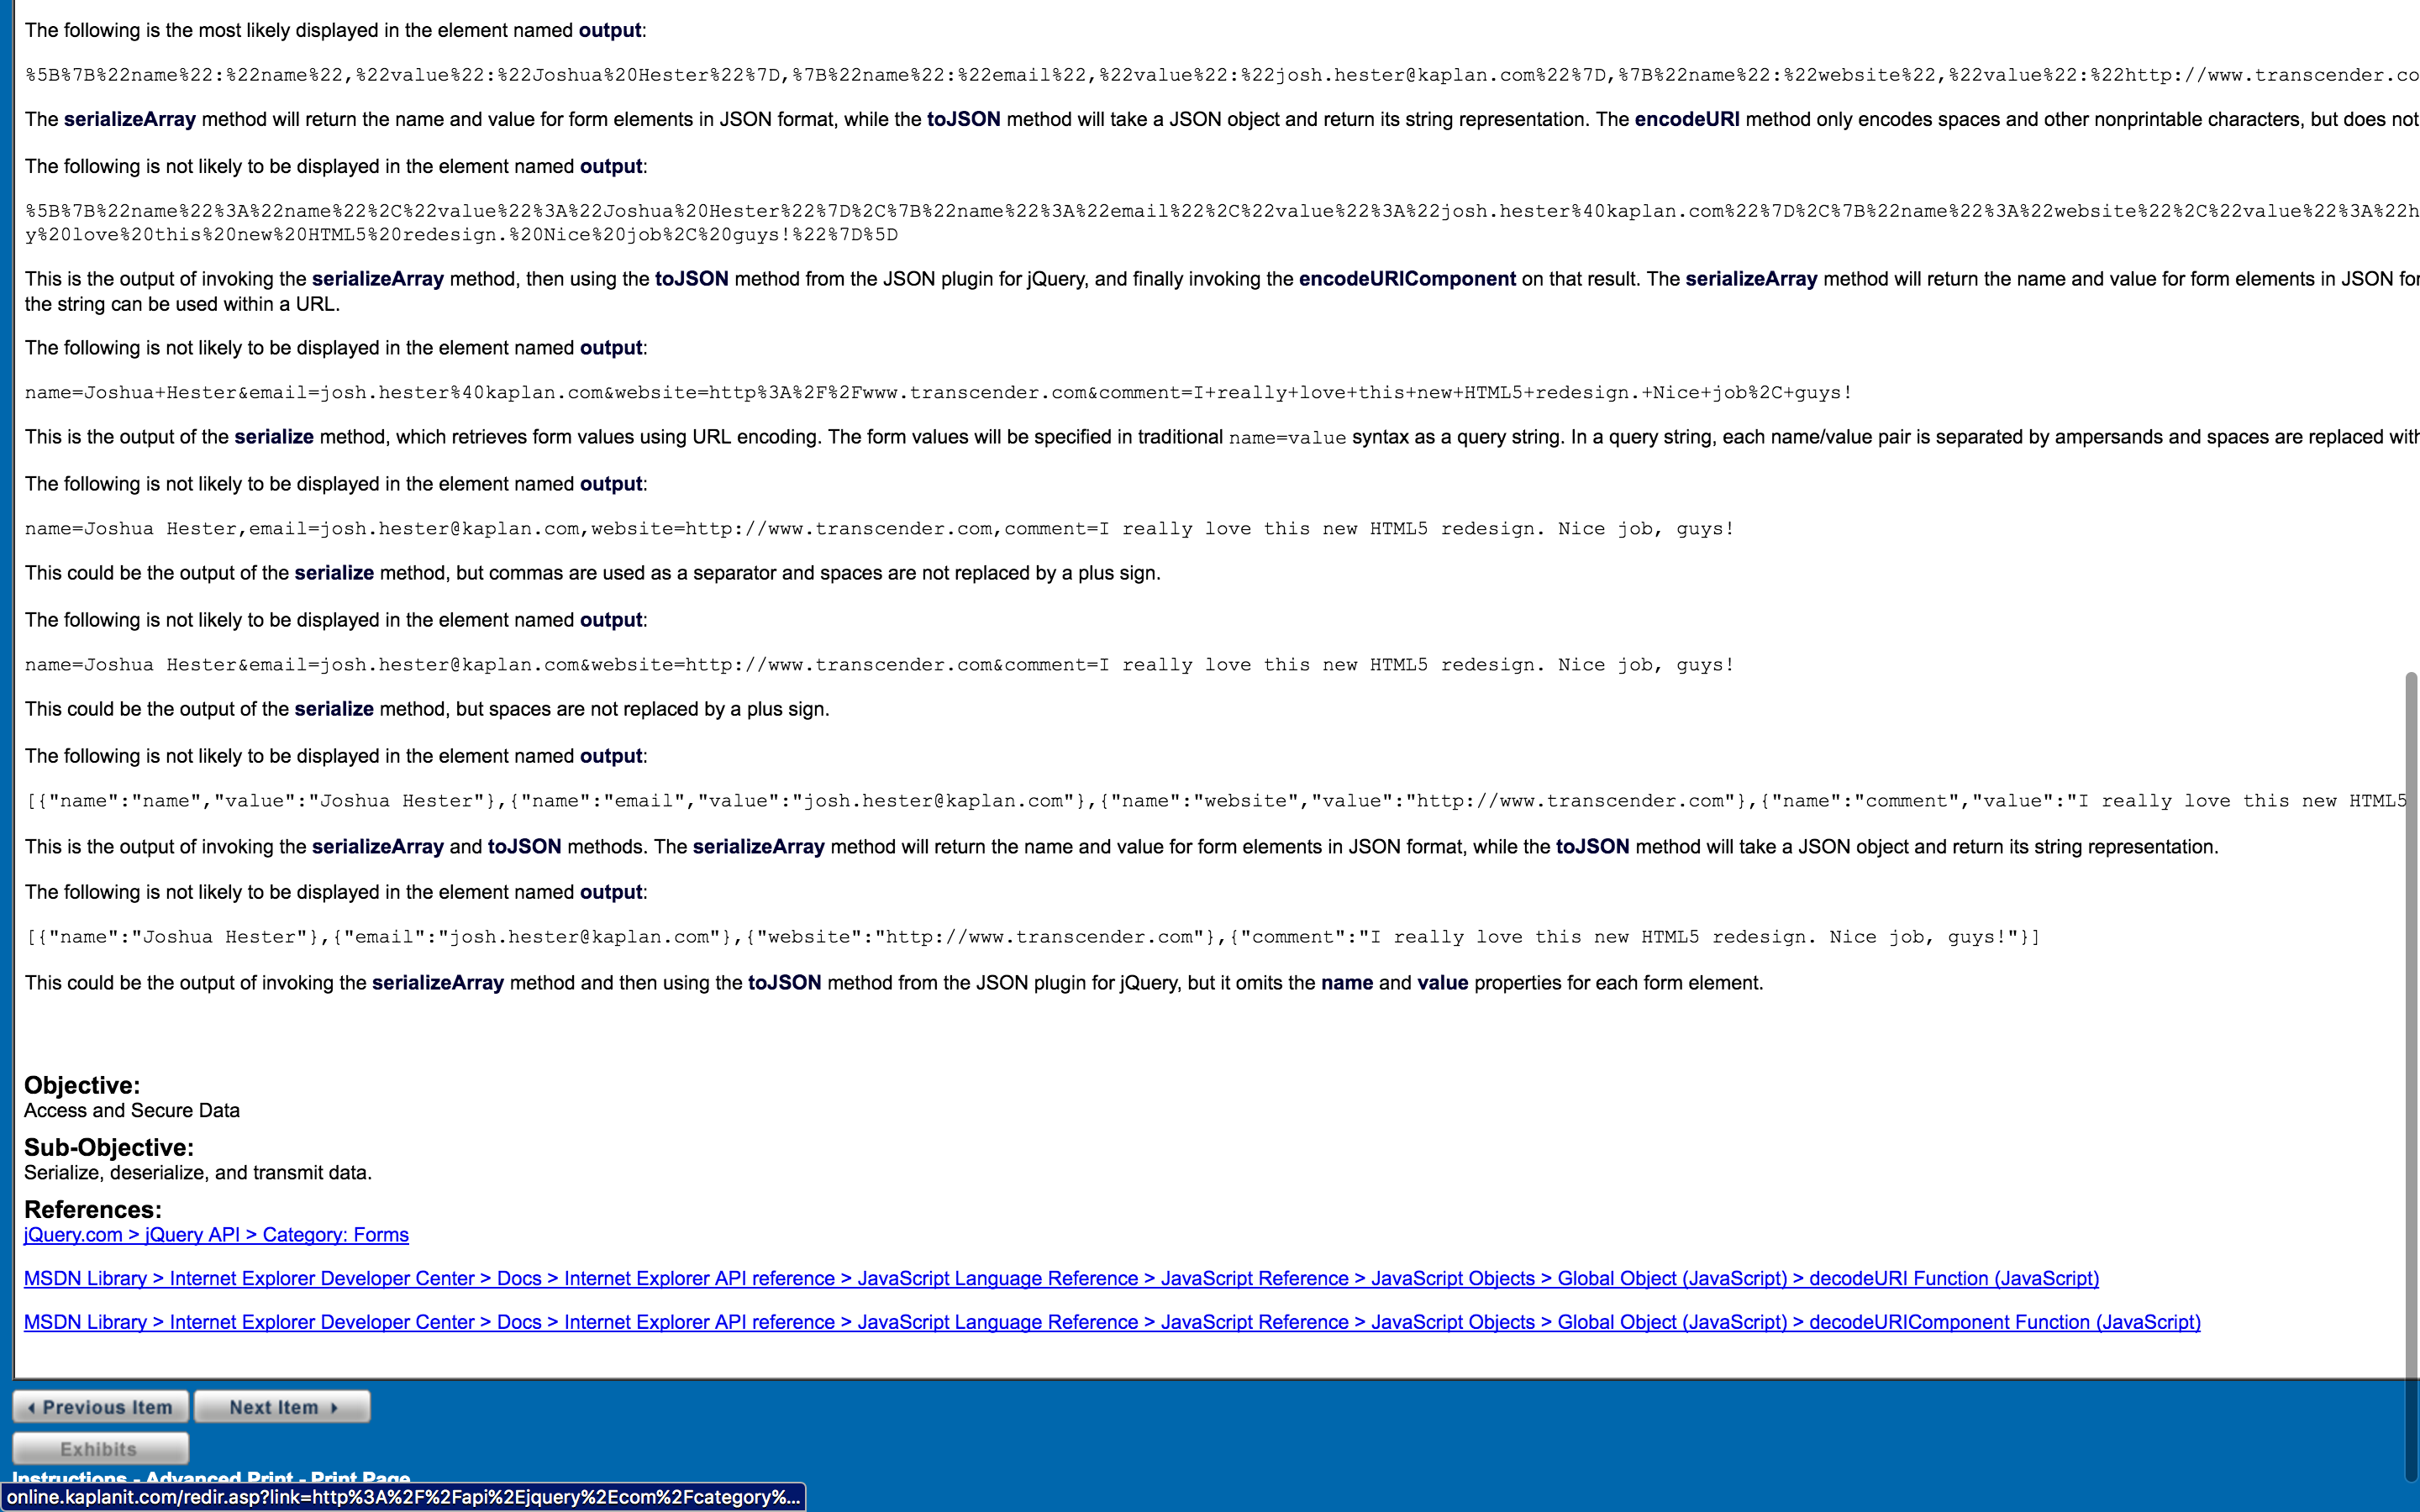 The following is the most likely displayed in the element named output:
%5B%7B%22name%22:%22name%22,%22value%22:%22Joshua%20Hester%22%7D,%7B%22name%22:%22email%22,%22value%22:%22josh.hester@kaplan.com%22%7D,%7B%22name%22:%22website%22,%22value%22:%22http://www.transcender.co
The serializeArray method will return the name and value for form elements in JSON format, while the toJSON method will take a JSON object and return its string representation. The encodeURI method only encodes spaces and other nonprintable characters, but does not
The following is not likely to be displayed in the element named output:
%5B%7B%22name%22%3A%22name%22%2C%22value%22%3A%22Joshua%20Hester%22%7D%2C%7B%22name%22%3A%22email%22%2C%22value%22%3A%22josh.hester%40kaplan.com%22%7D%2C%7B%22name%22%3A%22website%22%2C%22value%22%3A%22h
y%20love%20this%20new%20HTML5%20redesign.%20Nice%20job%2C%20guys!%22%7D%5D
This is the output of invoking the serializeArray method, then using the toJSON method from the JSON plugin for jQuery, and finally invoking the encodeURIComponent on that result. The serializeArray method will return the name and value for form elements in JSON for
the string can be used within a URL.
The following is not likely to be displayed in the element named output:
name=Joshua+Hester&email=josh.hester%40kaplan.com&website=http%3A%2F%2Fwww.transcender.com&comment=I+really+love+this+new+HTML5+redesign.+Nice+job%2C+guys!
This is the output of the serialize method, which retrieves form values using URL encoding. The form values will be specified in traditional name=value syntax as a query string. In a query string, each name/value pair is separated by ampersands and spaces are replaced with
The following is not likely to be displayed in the element named output:
name=Joshua Hester,email=josh.hester@kaplan.com,website=http://www.transcender.com,comment=I really love this new HTML5 redesign. Nice job, guys!
This could be the output of the serialize method, but commas are used as a separator and spaces are not replaced by a plus sign.
The following is not likely to be displayed in the element named output:
name=Joshua Hester&email=josh.hester@kaplan.com&website=http://www.transcender.com&comment=I really love this new HTML5 redesign. Nice job, guys!
This could be the output of the serialize method, but spaces are not replaced by a plus sign.
The following is not likely to be displayed in the element named output:
[{"name":"name","value":"Joshua Hester"},{"name":"email","value":"josh.hester@kaplan.com"},{"name":"website","value":"http://www.transcender.com"},{"name":"comment","value":"I really love this new HTML5
This is the output of invoking the serializeArray and toJSON methods. The serializeArray method will return the name and value for form elements in JSON format, while the toJSON method will take a JSON object and return its string representation.
The following is not likely to be displayed in the element named output:
[{"name":"Joshua Hester"},{"email":"josh.hester@kaplan.com"},{"website":"http://www.transcender.com"},{"comment":"I really love this new HTML5 redesign. Nice job, guys!"}]
This could be the output of invoking the serializeArray method and then using the toJSON method from the JSON plugin for jQuery, but it omits the name and value properties for each form element.
Objective:
Access and Secure Data
Sub-Objective:
Serialize, deserialize, and transmit data.
References:
jQuery.com > jQuery API > Category: Forms
MSDN Library > Internet Explorer Developer Center > Docs > Internet Explorer API reference > JavaScript Language Reference > JavaScript Reference > JavaScript Objects > Global Object (JavaScript) > decodeURI Function (JavaScript)
MSDN Library > Internet Explorer Developer Center > Docs > Internet Explorer API reference > JavaScript Language Reference > JavaScript Reference > JavaScript Objects > Global Object (JavaScript) > decodeURIComponent Function (JavaScript)
Previous Item Next Item
Exhibits
Instructions - Advanced Print - Print Page
online.kaplanit.com/redir.asp?link=http%3A%2F%2Fapi%2Ejquery%2Ecom%2Fcategory%...